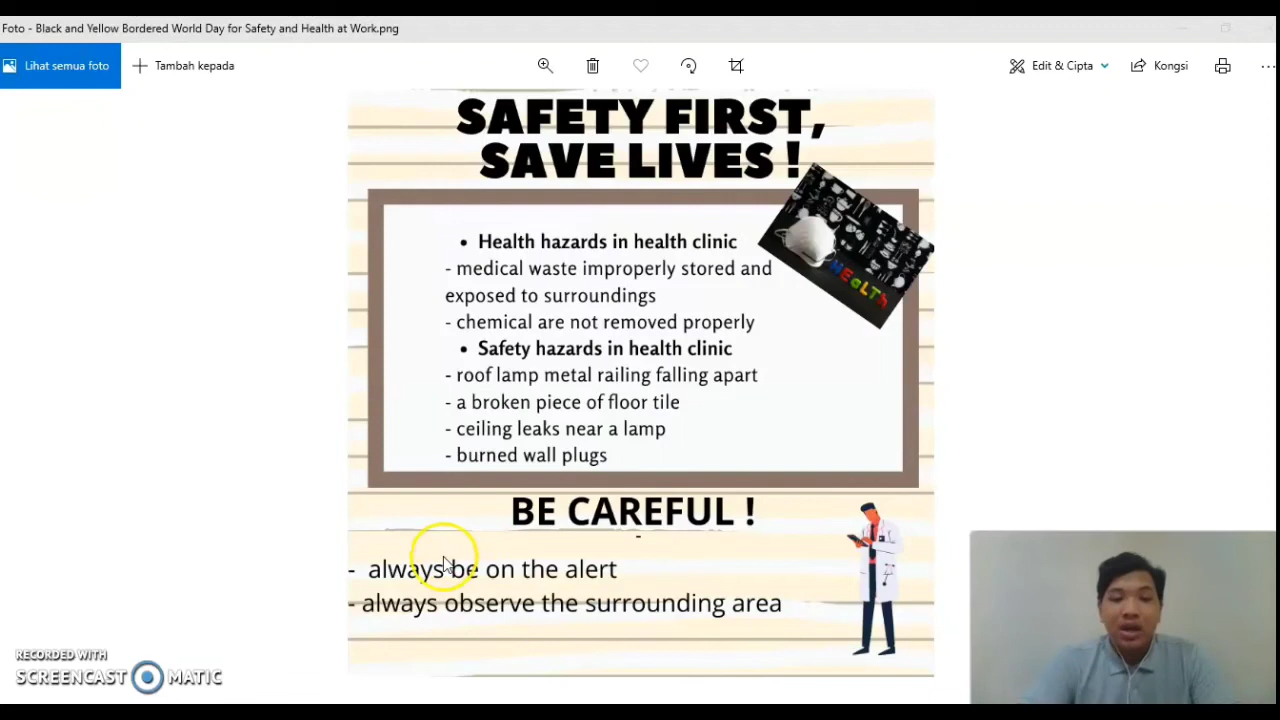 Foto - Black and Yellow Bordered World Day for Safety and Health at Work.png
Lihat semua foto
Tambah kepada
Edit & Cipta
Kongsi
SAFETY FIRST,
SAVE LIVES !
HEaLTh
• Health hazards in health clinic
- medical waste improperly stored and
exposed to surroundings
- chemical are not removed properly
• Safety hazards in health clinic
- roof lamp metal railing falling apart
- a broken piece of floor tile
- ceiling leaks near a lamp
- burned wall plugs
BE CAREFUL !
-
- always be on the alert
- always observe the surrounding area
RECORDED WITH
SCREENCAST MATIC